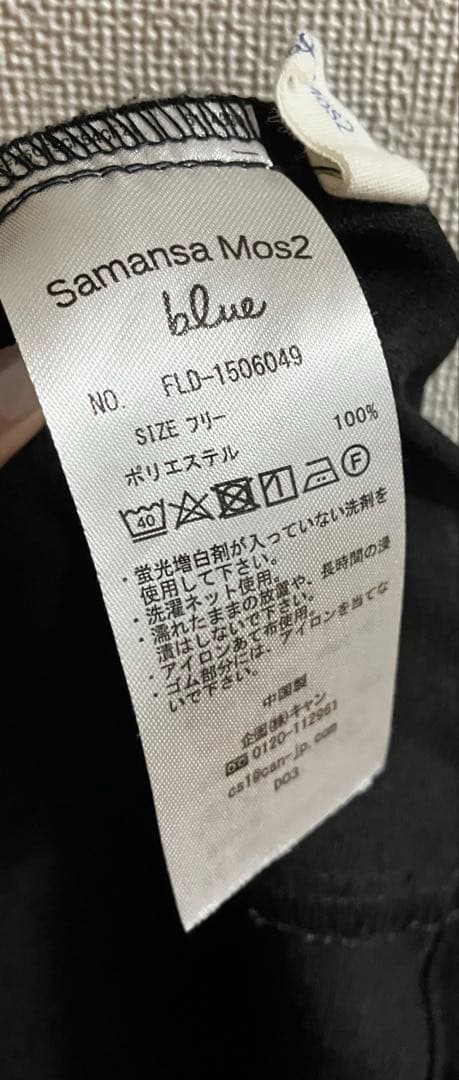 Mos2
Samansa Mos2
blue
NO. FLD-1506049
SIZE フリー
ポリエステル 100%
40 F
・蛍光増白剤が入っていない洗剤を
使用して下さい。
・洗濯ネット使用。
・濡れたままの放置や、長時間の浸
漬はしないで下さい。
・アイロンあて布使用。
・ゴム部分には、アイロンを当てな
いで下さい。
中国製
企画(株)キャン
0120-112961
cs1@can-jp.com
p03